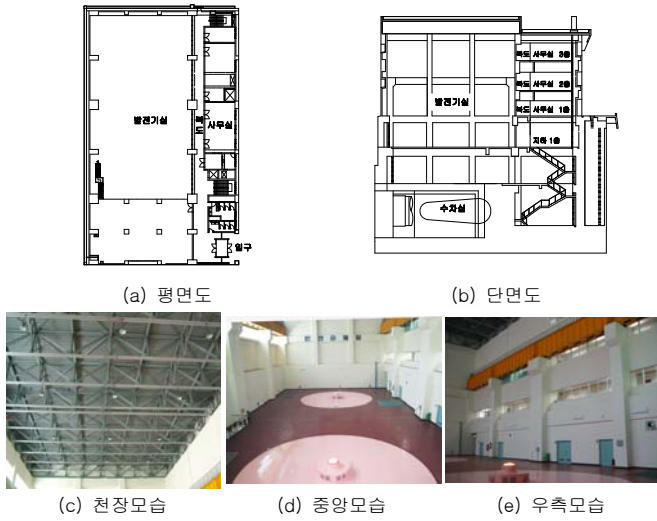 발전기실
복도
사무실
입구
복도 사무실 3층
복도 사무실 2층
발전기실
복도 사무실 1층
지하 1층
수차실
(a) 평면도
(b) 단면도
(c) 천장모습
(d) 중앙모습
(e) 우측모습